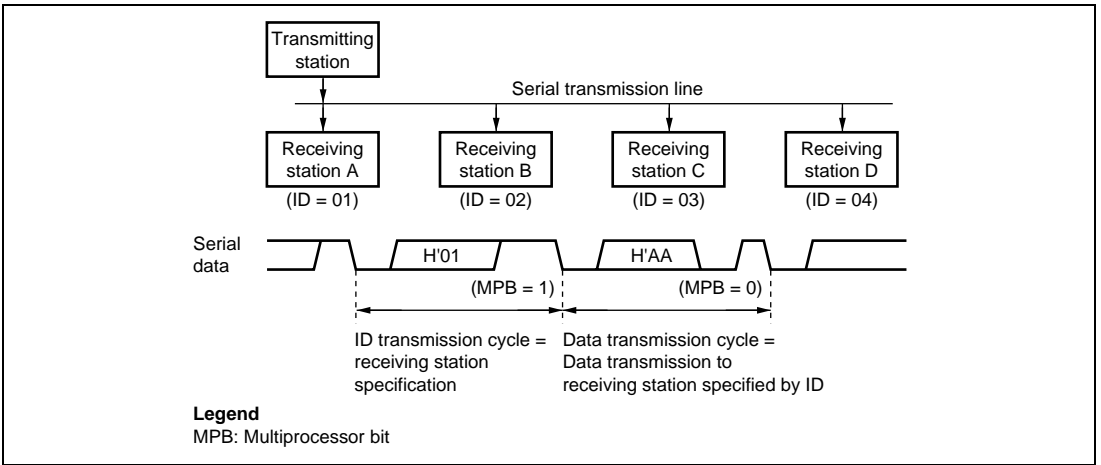 Transmitting
station
Serial transmission line
Receiving
station A
Receiving
station B
Receiving
station C
Receiving
station D
(ID = 01)
(ID = 02)
(ID = 03)
(ID = 04)
Serial
data
H'01
H'AA
(MPB = 1)
(MPB = 0)
ID transmission cycle =
receiving station
specification
Data transmission cycle =
Data transmission to
receiving station specified by ID
Legend
MPB: Multiprocessor bit